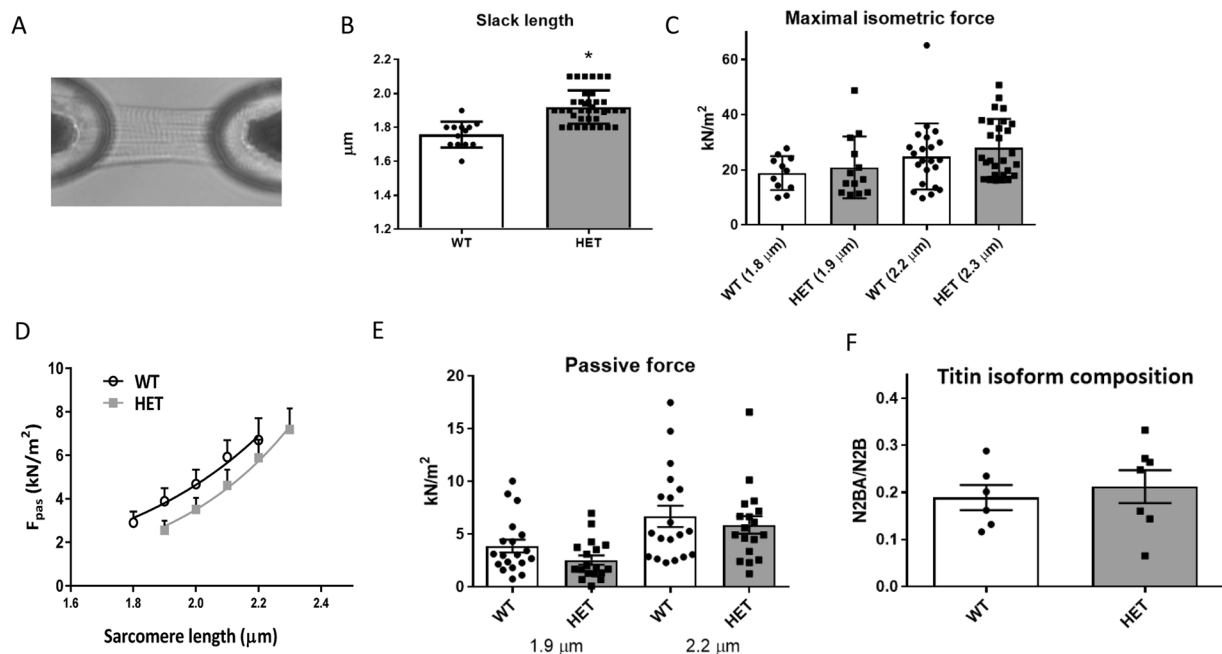 A
B
Slack length
*
2.2
2.0
1.8
1.6
1.4
1.2
μm
WT
HET
C
Maximal isometric force
60
40
20
0
kN/m²
WT (1.8 μm)
HET (1.9 μm)
WT (2.2 μm)
HET (2.3 μm)
D
10
8
6
4
2
0
F_pas (kN/m²)
WT
HET
1.6
1.8
2.0
2.2
2.4
Sarcomere length (μm)
E
Passive force
20
15
10
5
0
kN/m²
WT
HET
WT
HET
1.9 μm
2.2 μm
F
Titin isoform composition
0.4
0.3
0.2
0.1
0.0
N2BA/N2B
WT
HET